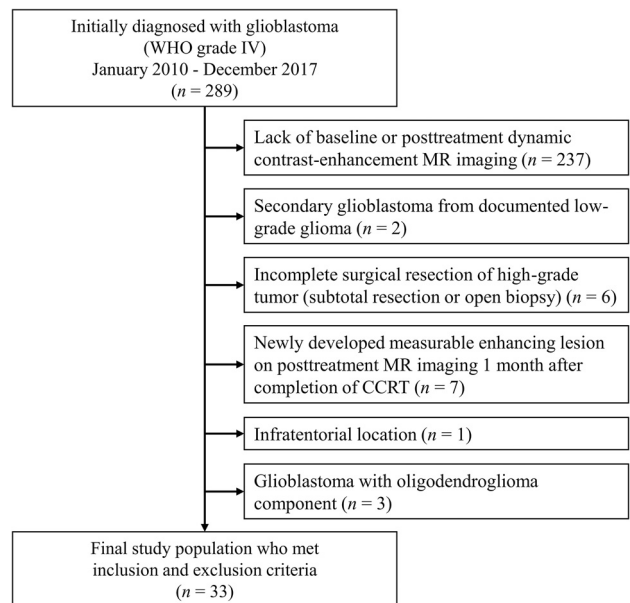 Initially diagnosed with glioblastoma
(WHO grade IV)
January 2010 - December 2017
(n = 289)
Lack of baseline or posttreatment dynamic
contrast-enhancement MR imaging (n = 237)
Secondary glioblastoma from documented low-
grade glioma (n = 2)
Incomplete surgical resection of high-grade
tumor (subtotal resection or open biopsy) (n = 6)
Newly developed measurable enhancing lesion
on posttreatment MR imaging 1 month after
completion of CCRT (n = 7)
Infratentorial location (n = 1)
Glioblastoma with oligodendroglioma
component (n = 3)
Final study population who met
inclusion and exclusion criteria
(n = 33)